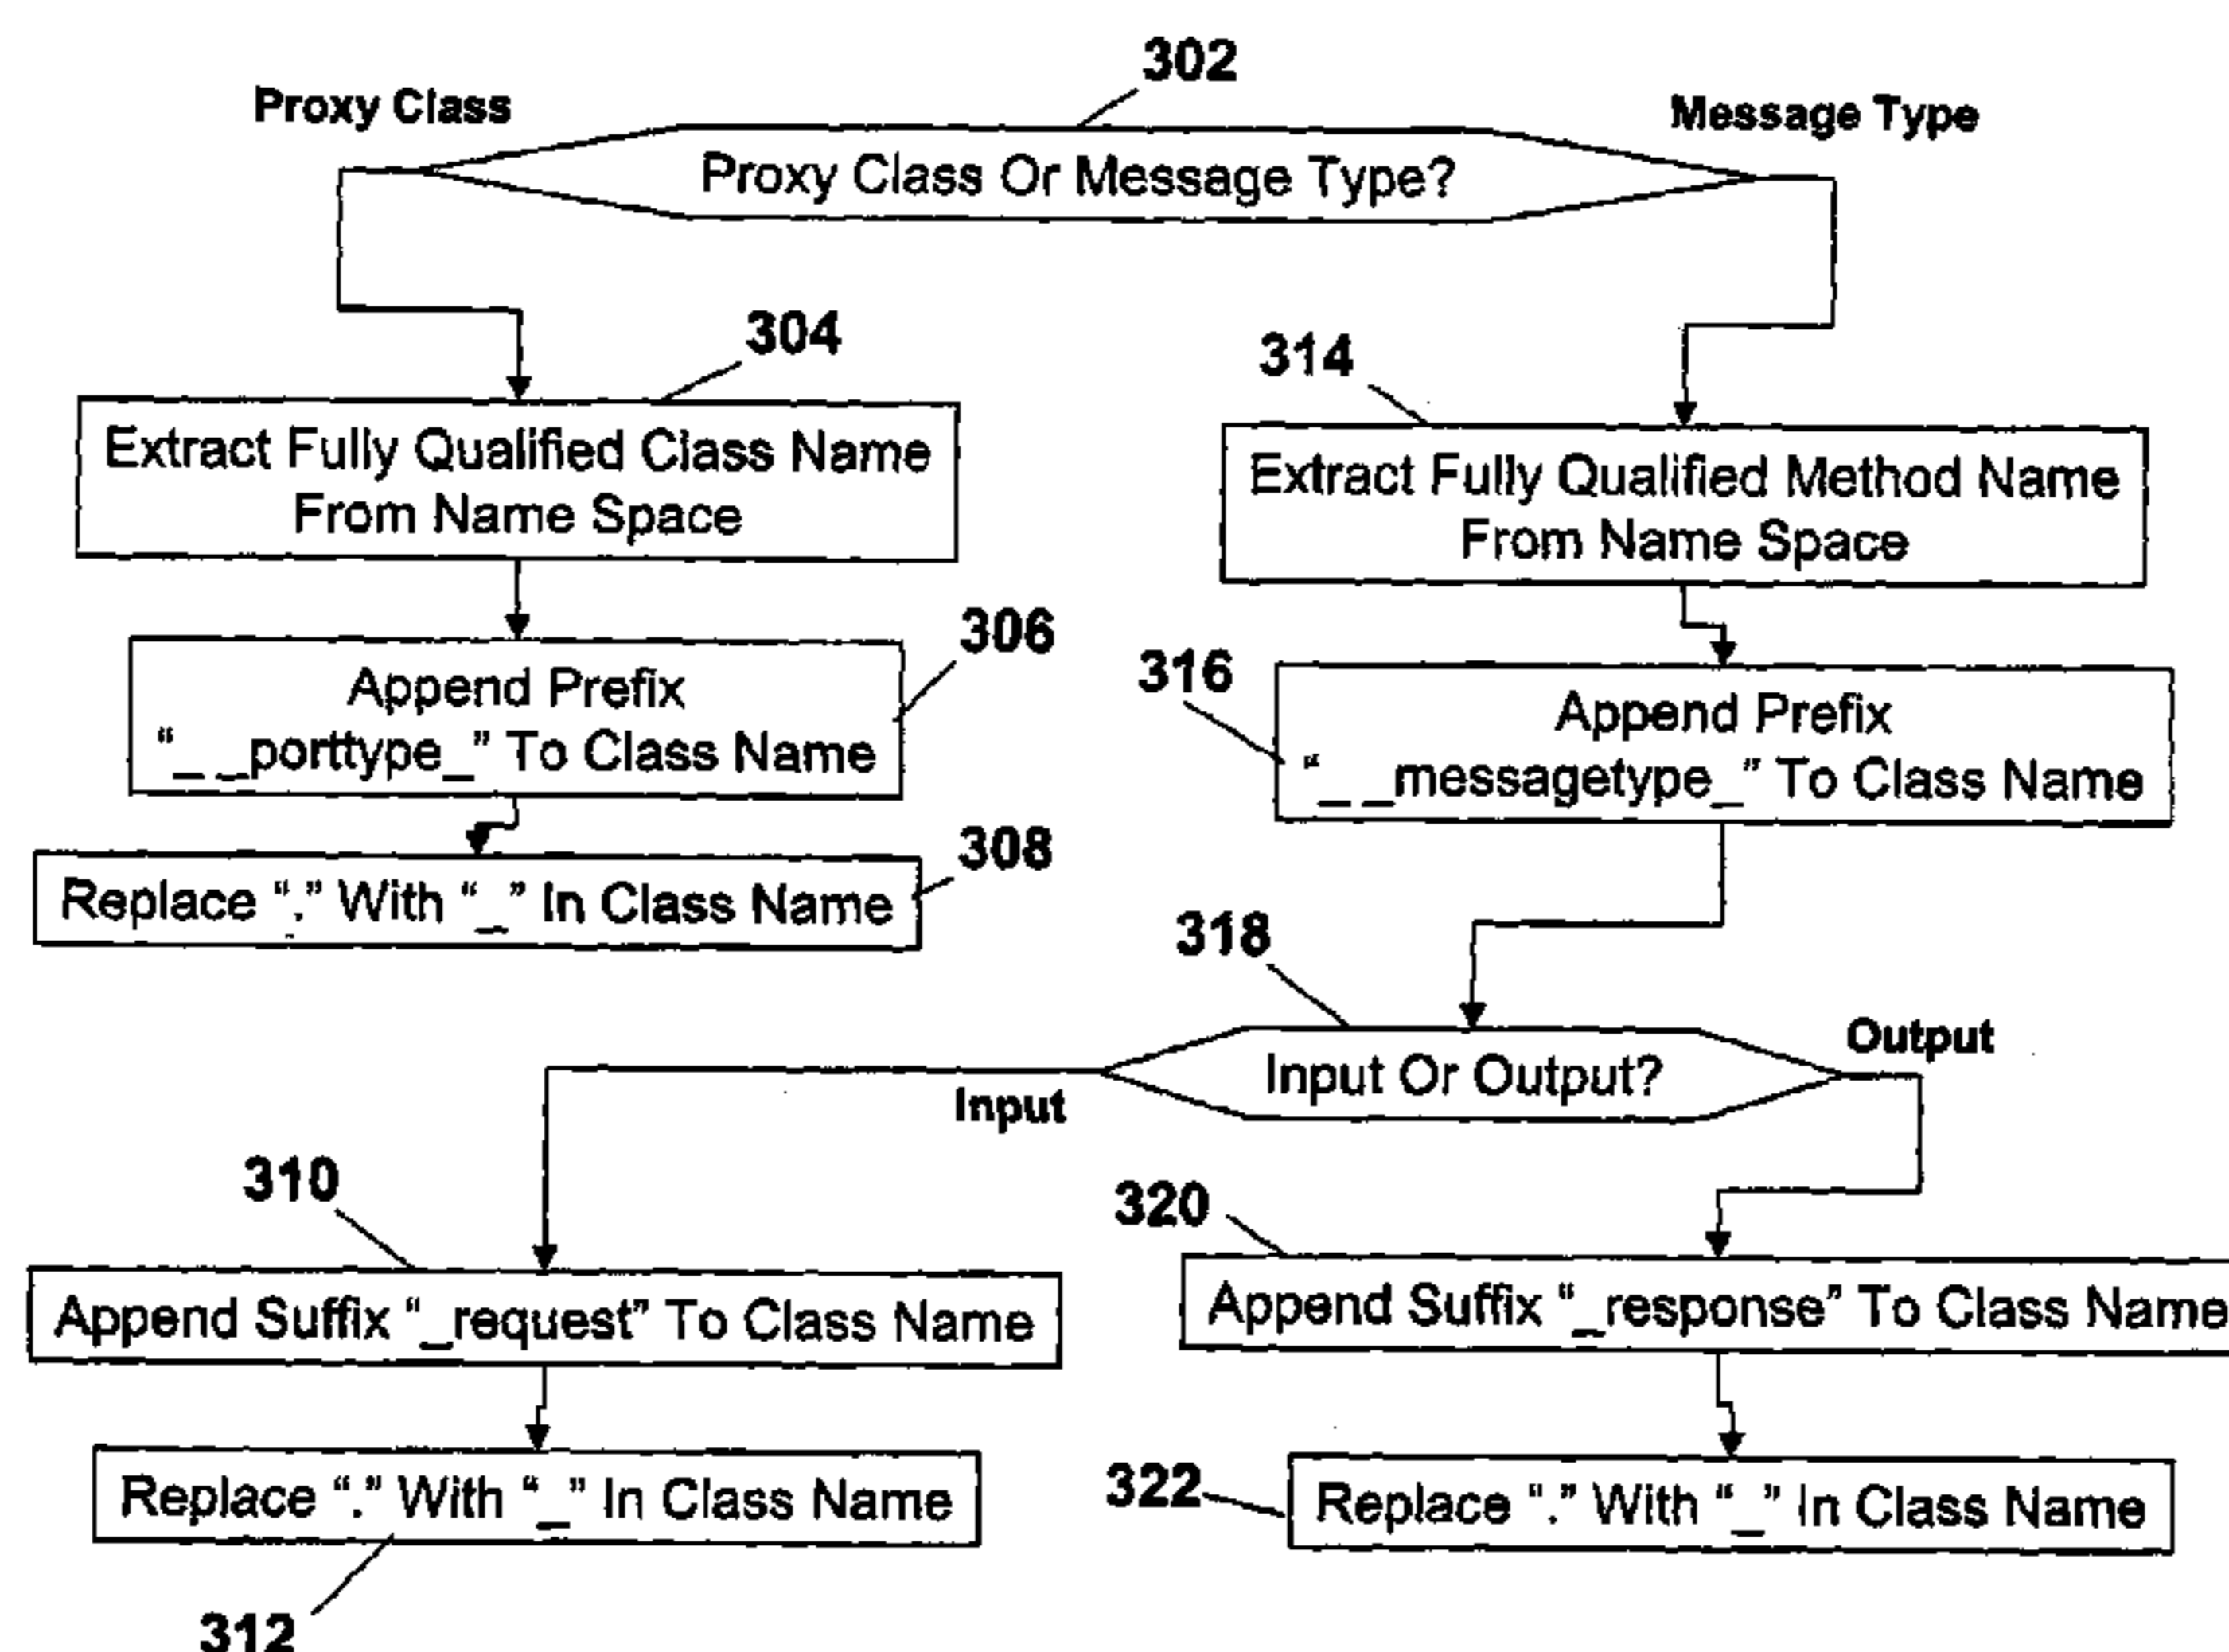 302
Proxy Class
Message Type
Proxy Class Or Message Type?
304
Extract Fully Qualified Class Name
From Name Space
314
Extract Fully Qualified Method Name
From Name Space
306
Append Prefix
“_ _porttype_” To Class Name
316
Append Prefix
“_ _messagetype_” To Class Name
308
Replace “.” With “_” In Class Name
318
Input Or Output?
Input
Output
310
Append Suffix “_request” To Class Name
320
Append Suffix “_response” To Class Name
312
Replace “.” With “_” In Class Name
322
Replace “.” With “_” In Class Name